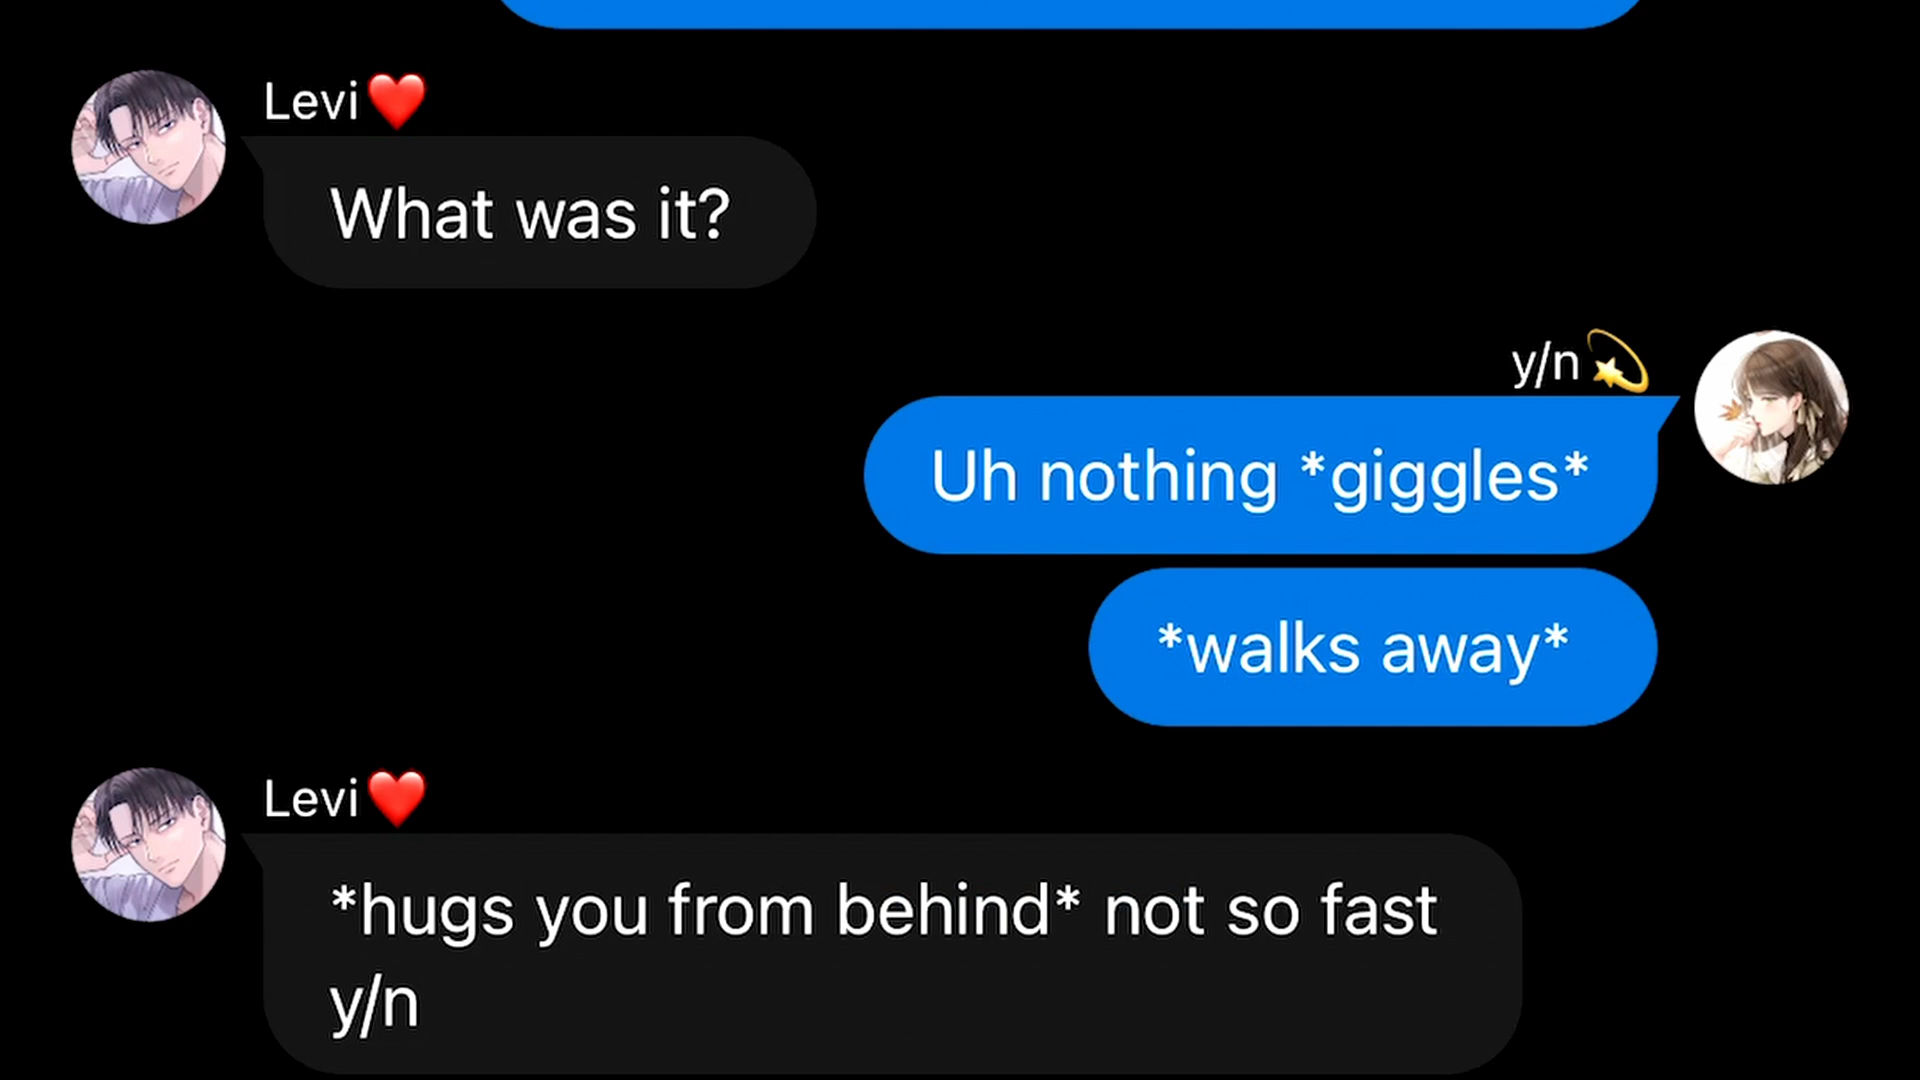 Levi❤️
What was it?
y/n💫
Uh nothing *giggles*
*walks away*
Levi❤️
*hugs you from behind* not so fast
y/n